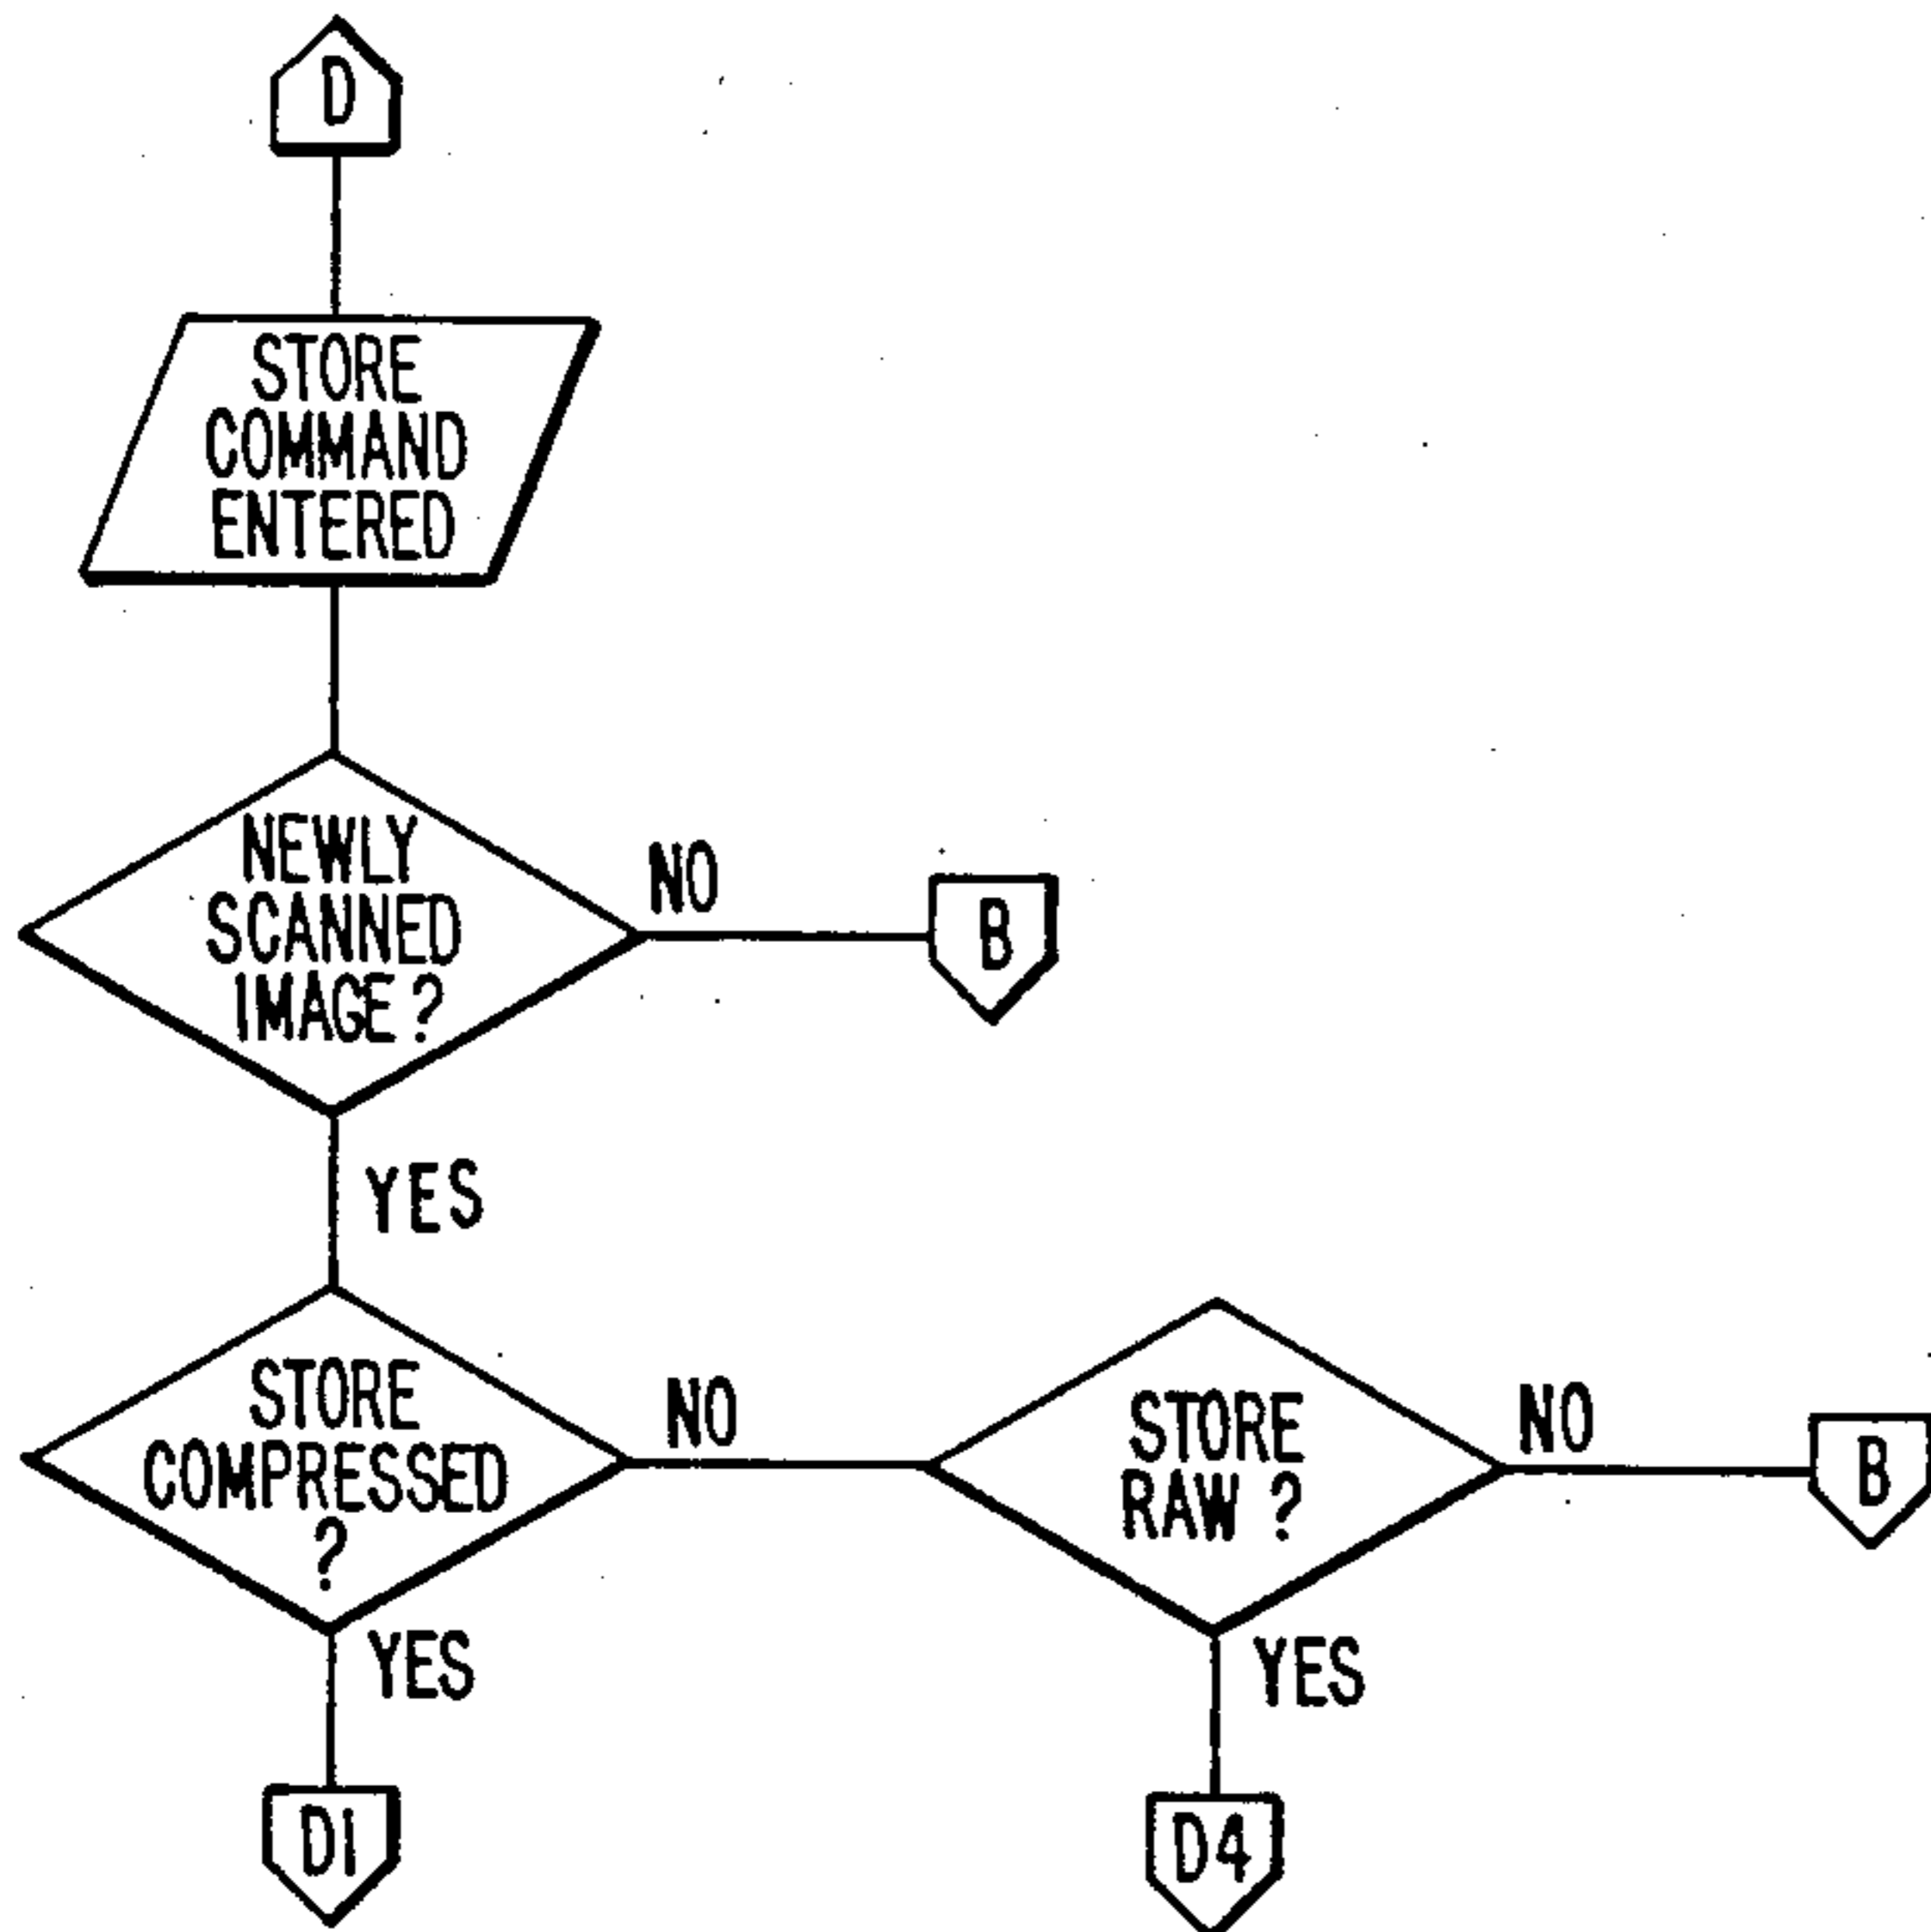 D
STORE
COMMAND
ENTERED
NEWLY
SCANNED
IMAGE?
NO
B
YES
STORE
COMPRESSED
?
NO
STORE
RAW ?
NO
B
YES
D1
YES
D4